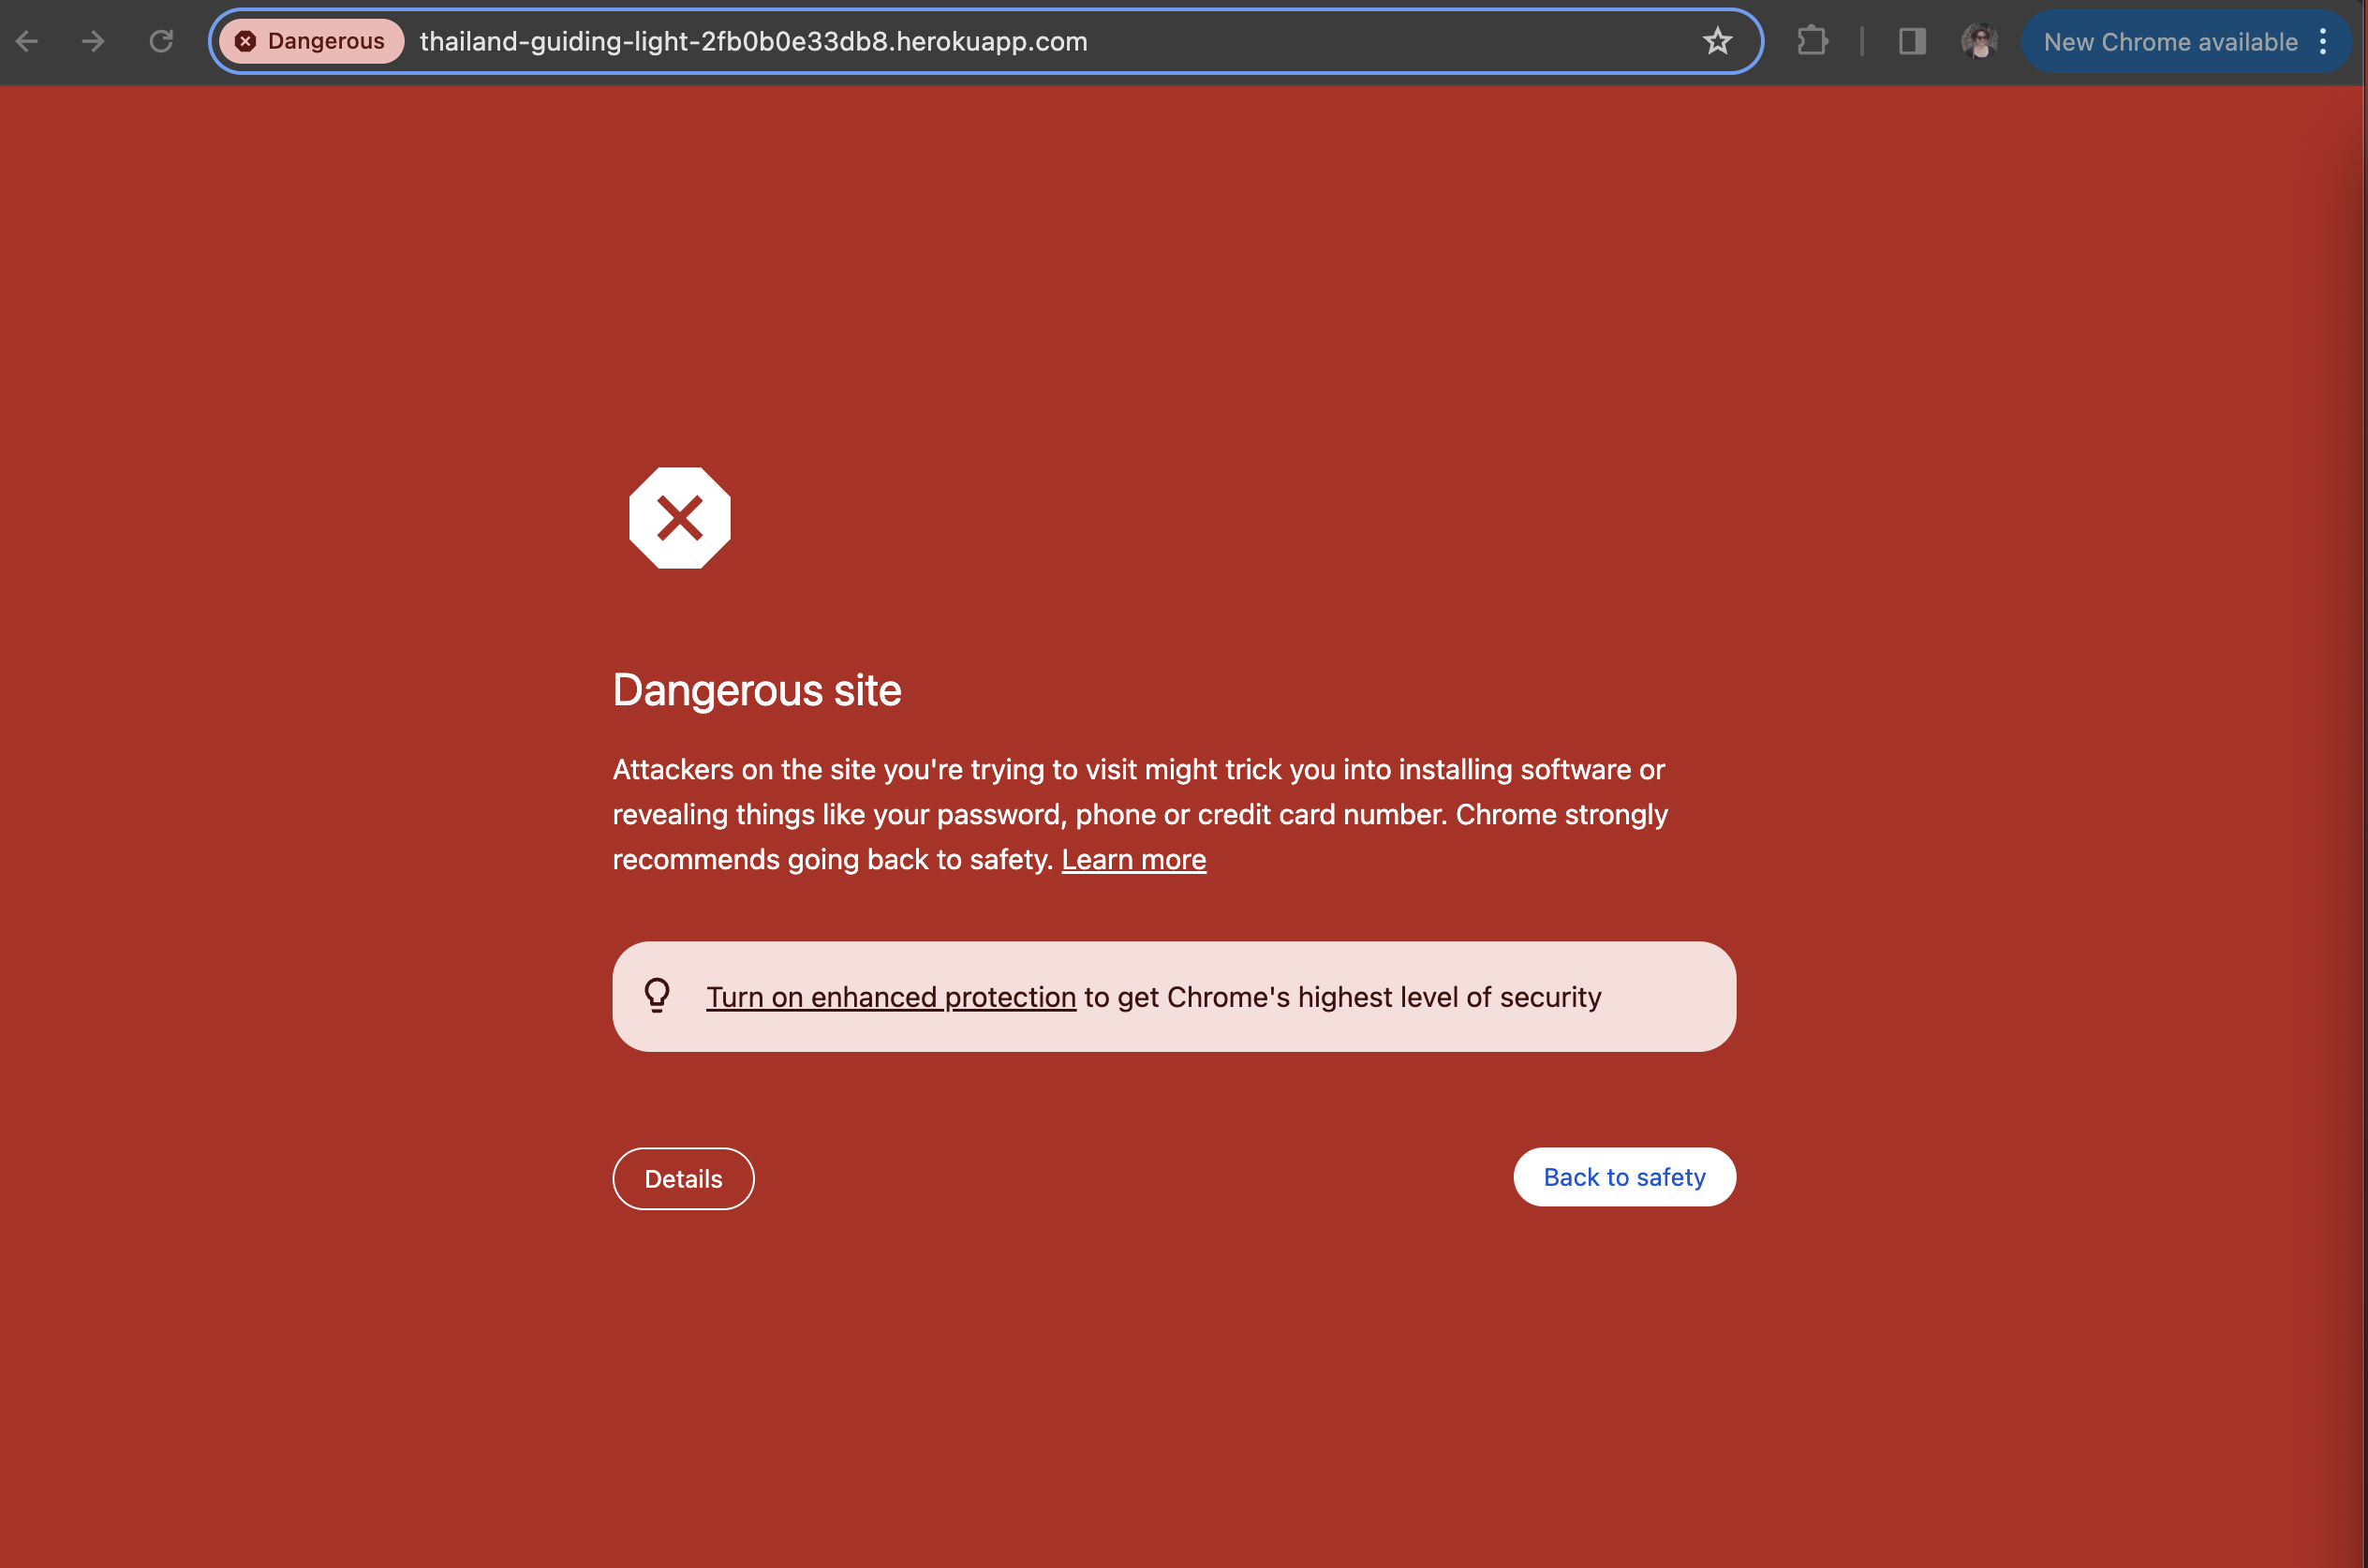 Dangerous thailand-guiding-light-2fb0b0e33db8.herokuapp.com New Chrome available
Dangerous site
Attackers on the site you're trying to visit might trick you into installing software or
revealing things like your password, phone or credit card number. Chrome strongly
recommends going back to safety. Learn more
Turn on enhanced protection to get Chrome's highest level of security
Details Back to safety